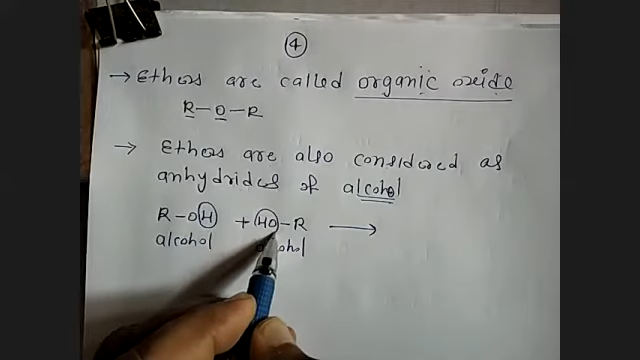 4
→ Ethers are called organic oxide
R-O-R
→ Ethers are also considered as
anhydrides of alcohol
R-OH + HO-R →
alcohol